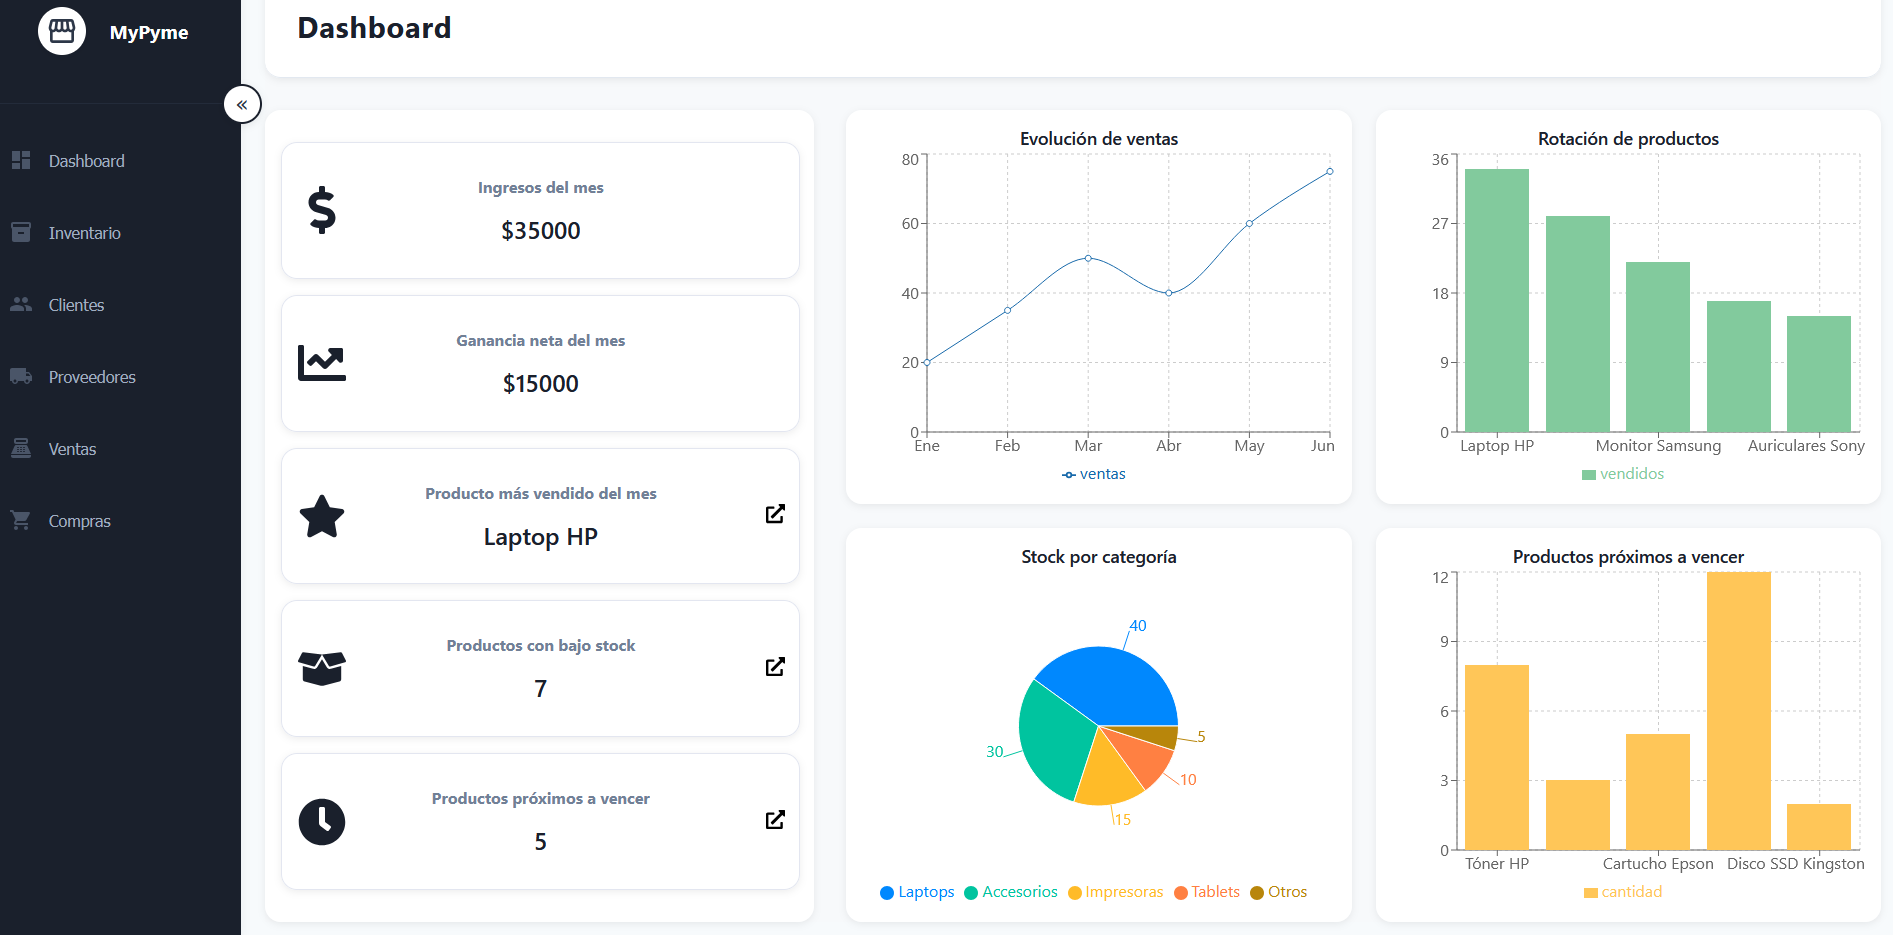 MyPyme
«
Dashboard
Inventario
Clientes
Proveedores
Ventas
Compras
Dashboard
$
Ingresos del mes
$35000
Ganancia neta del mes
$15000
Producto más vendido del mes
Laptop HP
Productos con bajo stock
7
Productos próximos a vencer
5
Evolución de ventas
80
60
40
20
0
Ene Feb Mar Abr May Jun
ventas
Rotación de productos
36
27
18
9
0
Laptop HP Monitor Samsung Auriculares Sony
vendidos
Stock por categoría
40
30
5
10
15
Laptops Accesorios Impresoras Tablets Otros
Productos próximos a vencer
12
9
6
3
0
Tóner HP Cartucho Epson Disco SSD Kingston
cantidad